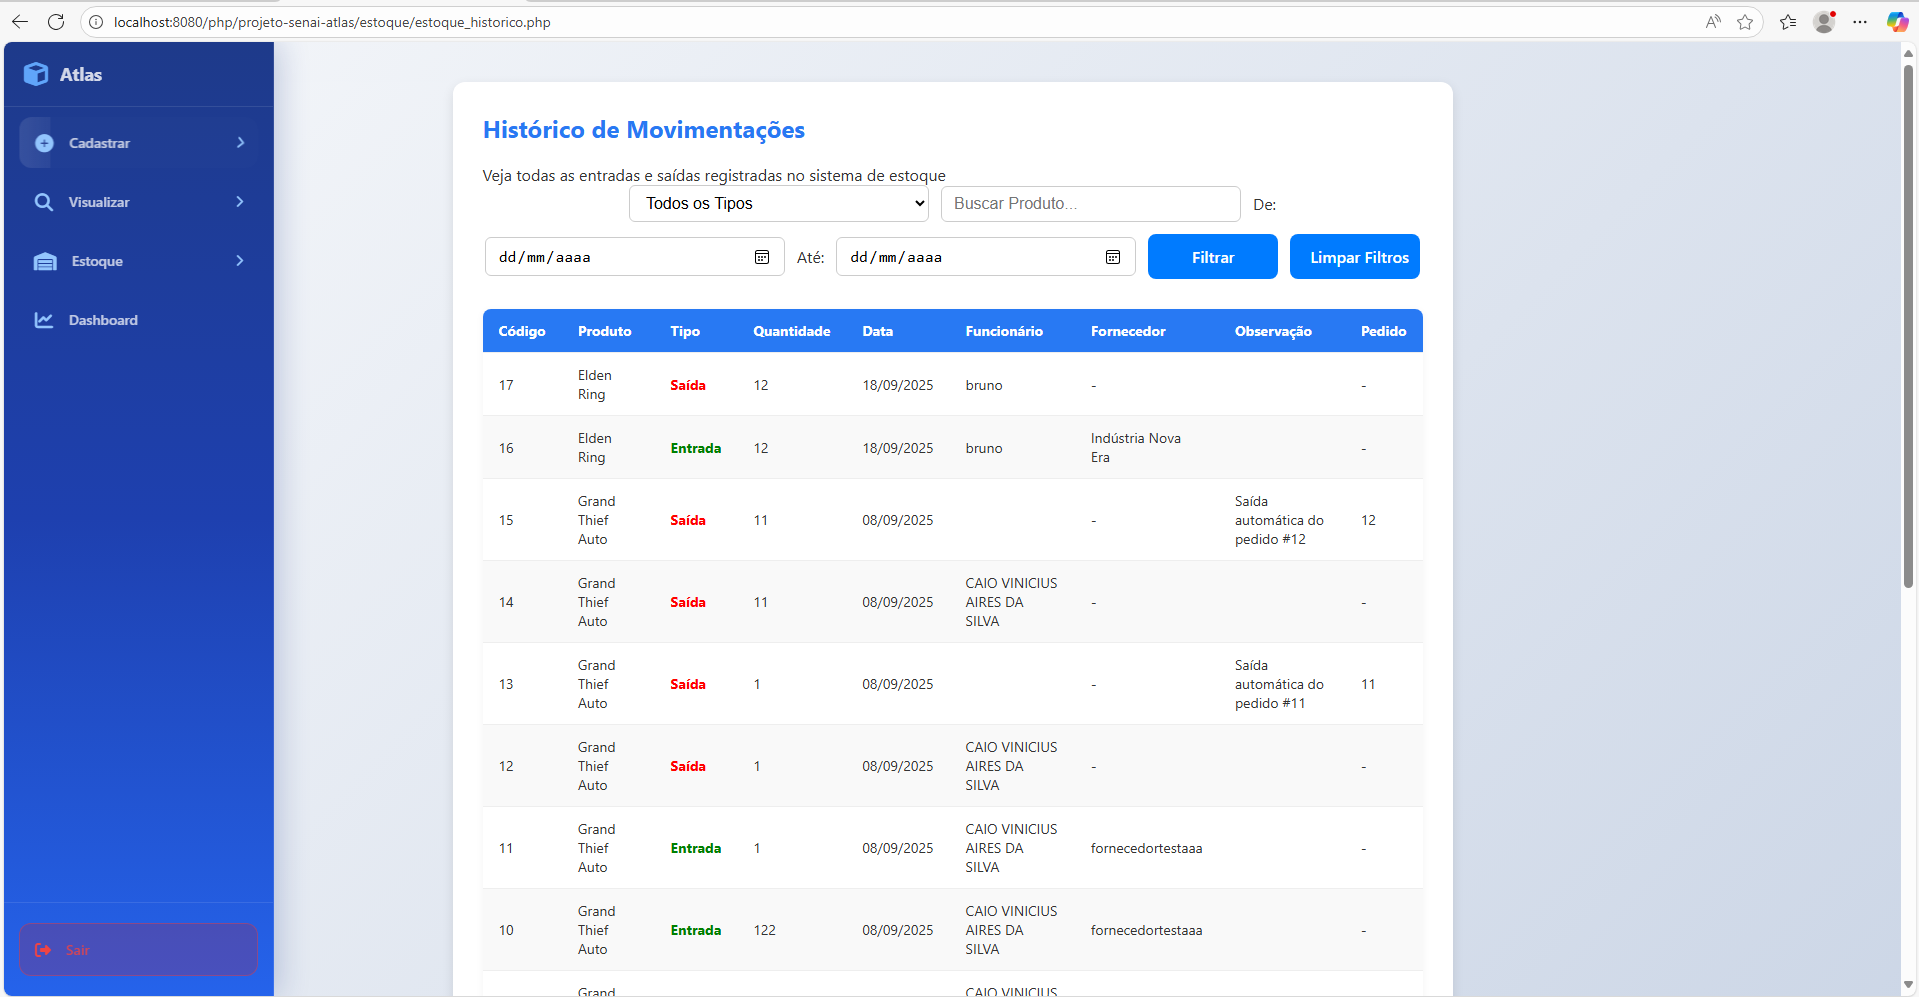 localhost:8080/php/projeto-senai-atlas/estoque/estoque_historico.php
Atlas
Cadastrar
Visualizar
Estoque
Dashboard
Sair
Histórico de Movimentações
Veja todas as entradas e saídas registradas no sistema de estoque
Todos os Tipos Buscar Produto... De:
dd/mm/aaaa Até: dd/mm/aaaa Filtrar Limpar Filtros
Código Produto Tipo Quantidade Data Funcionário Fornecedor Observação Pedido
17 Elden Ring Saída 12 18/09/2025 bruno - -
16 Elden Ring Entrada 12 18/09/2025 bruno Indústria Nova Era -
15 Grand Thief Auto Saída 11 08/09/2025 - Saída automática do pedido #12 12
14 Grand Thief Auto Saída 11 08/09/2025 CAIO VINICIUS AIRES DA SILVA - -
13 Grand Thief Auto Saída 1 08/09/2025 - Saída automática do pedido #11 11
12 Grand Thief Auto Saída 1 08/09/2025 CAIO VINICIUS AIRES DA SILVA - -
11 Grand Thief Auto Entrada 1 08/09/2025 CAIO VINICIUS AIRES DA SILVA fornecedortestaaa -
10 Grand Thief Auto Entrada 122 08/09/2025 CAIO VINICIUS AIRES DA SILVA fornecedortestaaa -
Grand CAIO VINICIUS